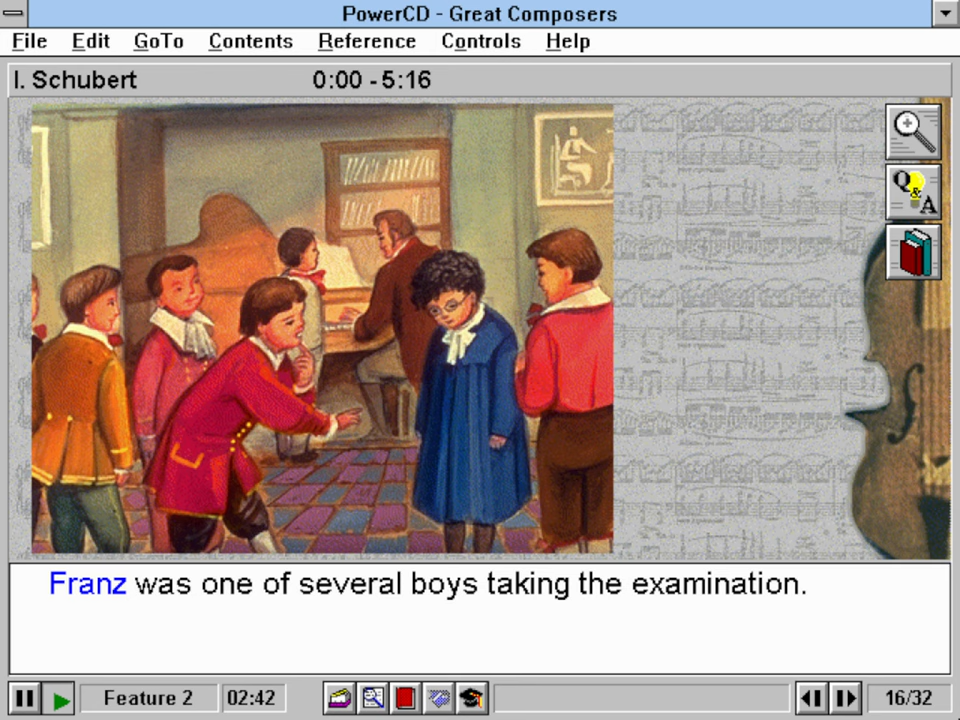 PowerCD - Great Composers
File Edit GoTo Contents Reference Controls Help
I. Schubert 0:00 - 5:16
Q
&
A
Franz was one of several boys taking the examination.
Feature 2 02:42 16/32